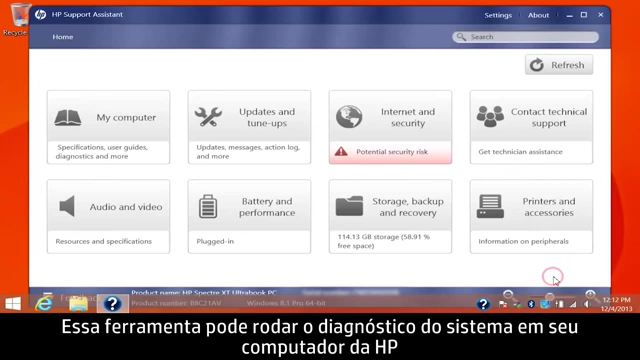 HP Support Assistant
Settings
About
Recycle
Home
Search
Refresh
My computer
Specifications, user guides,
diagnostics and more
Updates and
tune-ups
Updates, messages, action log,
and more
Internet and
security
Potential security risk
Contact technical
support
Get technician assistance
Audio and video
Resources and specifications
Battery and
performance
Plugged-in
Storage, backup
and recovery
114.13 GB storage (58.91 %
free space)
Printers and
accessories
Information on peripherals
Product name: HP Spectre XT Ultrabook PC
Feedback
Windows 8.1 Pro 64-bit
12:12 PM
12/4/2013
Essa ferramenta pode rodar o diagnóstico do sistema em seu
computador da HP